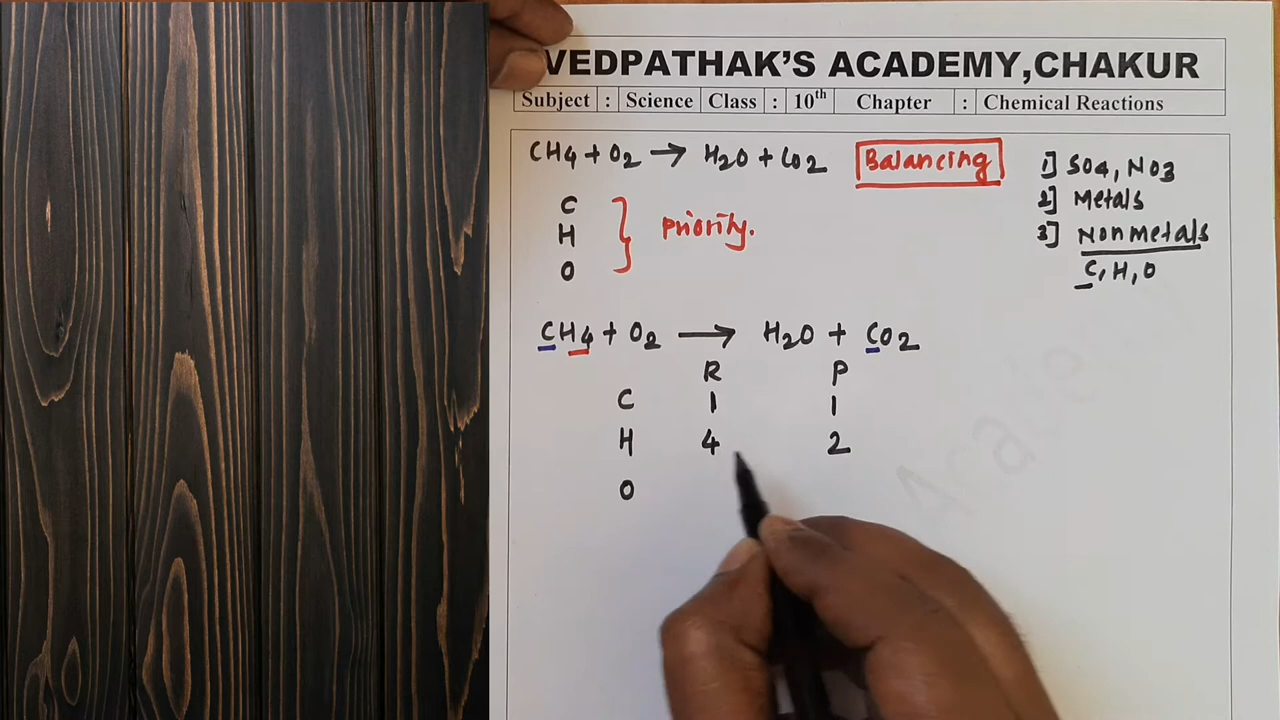 VEDPATHAK'S ACADEMY,CHAKUR
Subject : Science Class : 10th Chapter : Chemical Reactions
CH4 + O2 → H2O + CO2 Balancing
1] SO4, NO3
2] Metals
3] Nonmetals
C, H, O
C
H
O
Priority.
CH4 + O2 → H2O + CO2
R P
C 1 1
H 4 2
O